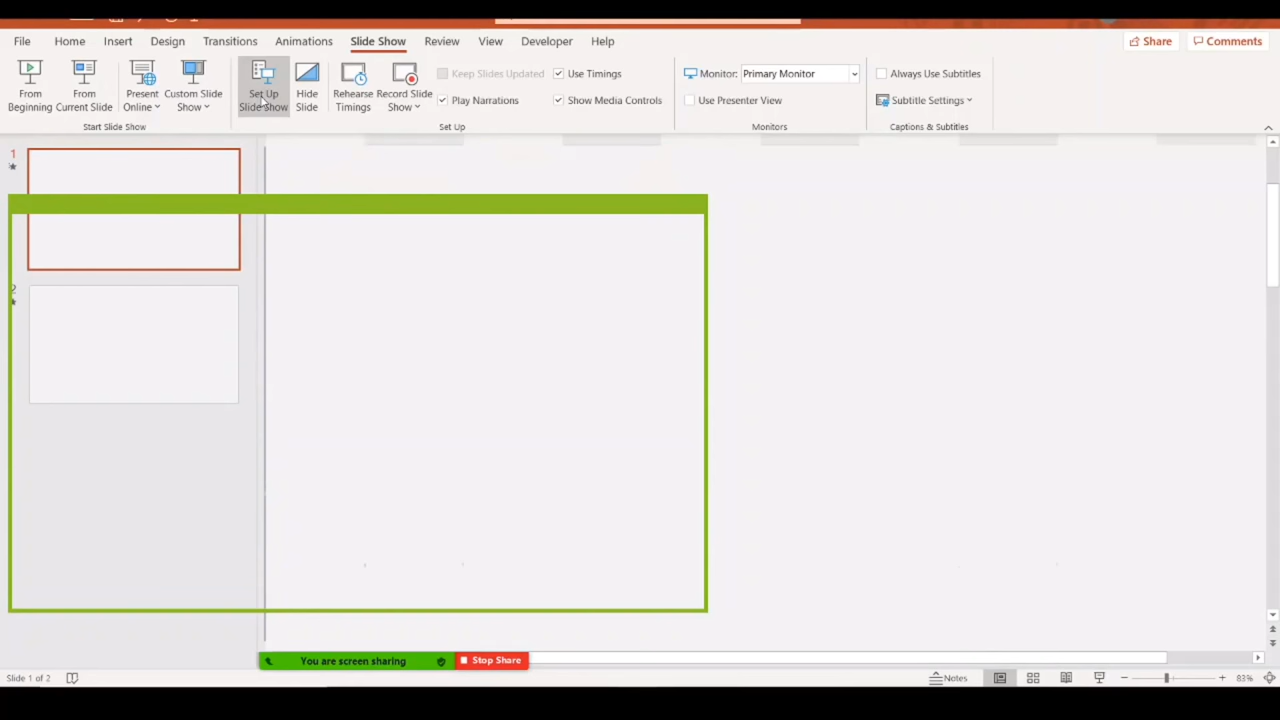 File Home Insert Design Transitions Animations Slide Show Review View Developer Help Share Comments
From Beginning
From Current Slide
Present Online
Custom Slide Show
Set Up Slide Show
Hide Slide
Rehearse Timings
Record Slide Show
Keep Slides Updated
Play Narrations
Use Timings
Show Media Controls
Monitor: Primary Monitor
Use Presenter View
Always Use Subtitles
Subtitle Settings
Start Slide Show Set Up Monitors Captions & Subtitles
1
2
You are screen sharing Stop Share
Slide 1 of 2 Notes 83%